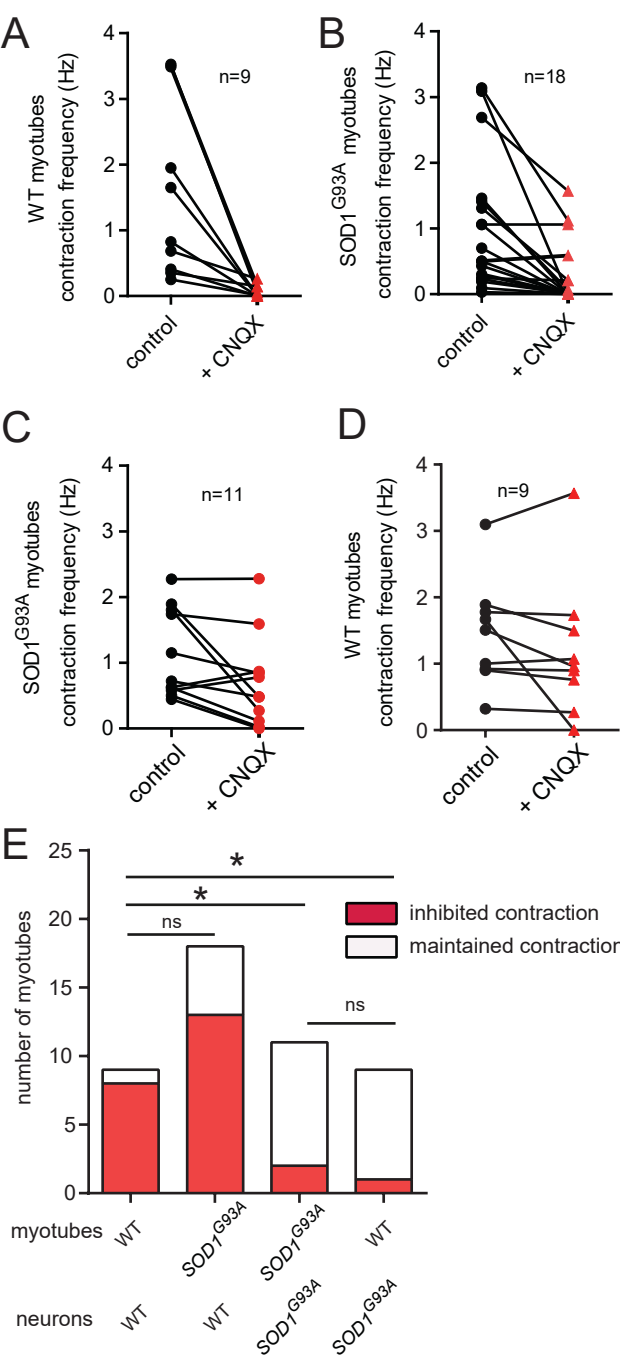 A
WT myotubes
contraction frequency (Hz)
4
3
2
1
0
n=9
control
+ CNQX
B
SOD1G93A myotubes
contraction frequency (Hz)
4
3
2
1
0
n=18
control
+ CNQX
C
SOD1G93A myotubes
contraction frequency (Hz)
4
3
2
1
0
n=11
control
+ CNQX
D
WT myotubes
contraction frequency (Hz)
4
3
2
1
0
n=9
control
+ CNQX
E
number of myotubes
25
20
15
10
5
0
*
*
ns
ns
inhibited contraction
maintained contraction
myotubes WT SOD1G93A SOD1G93A WT
neurons WT WT SOD1G93A SOD1G93A